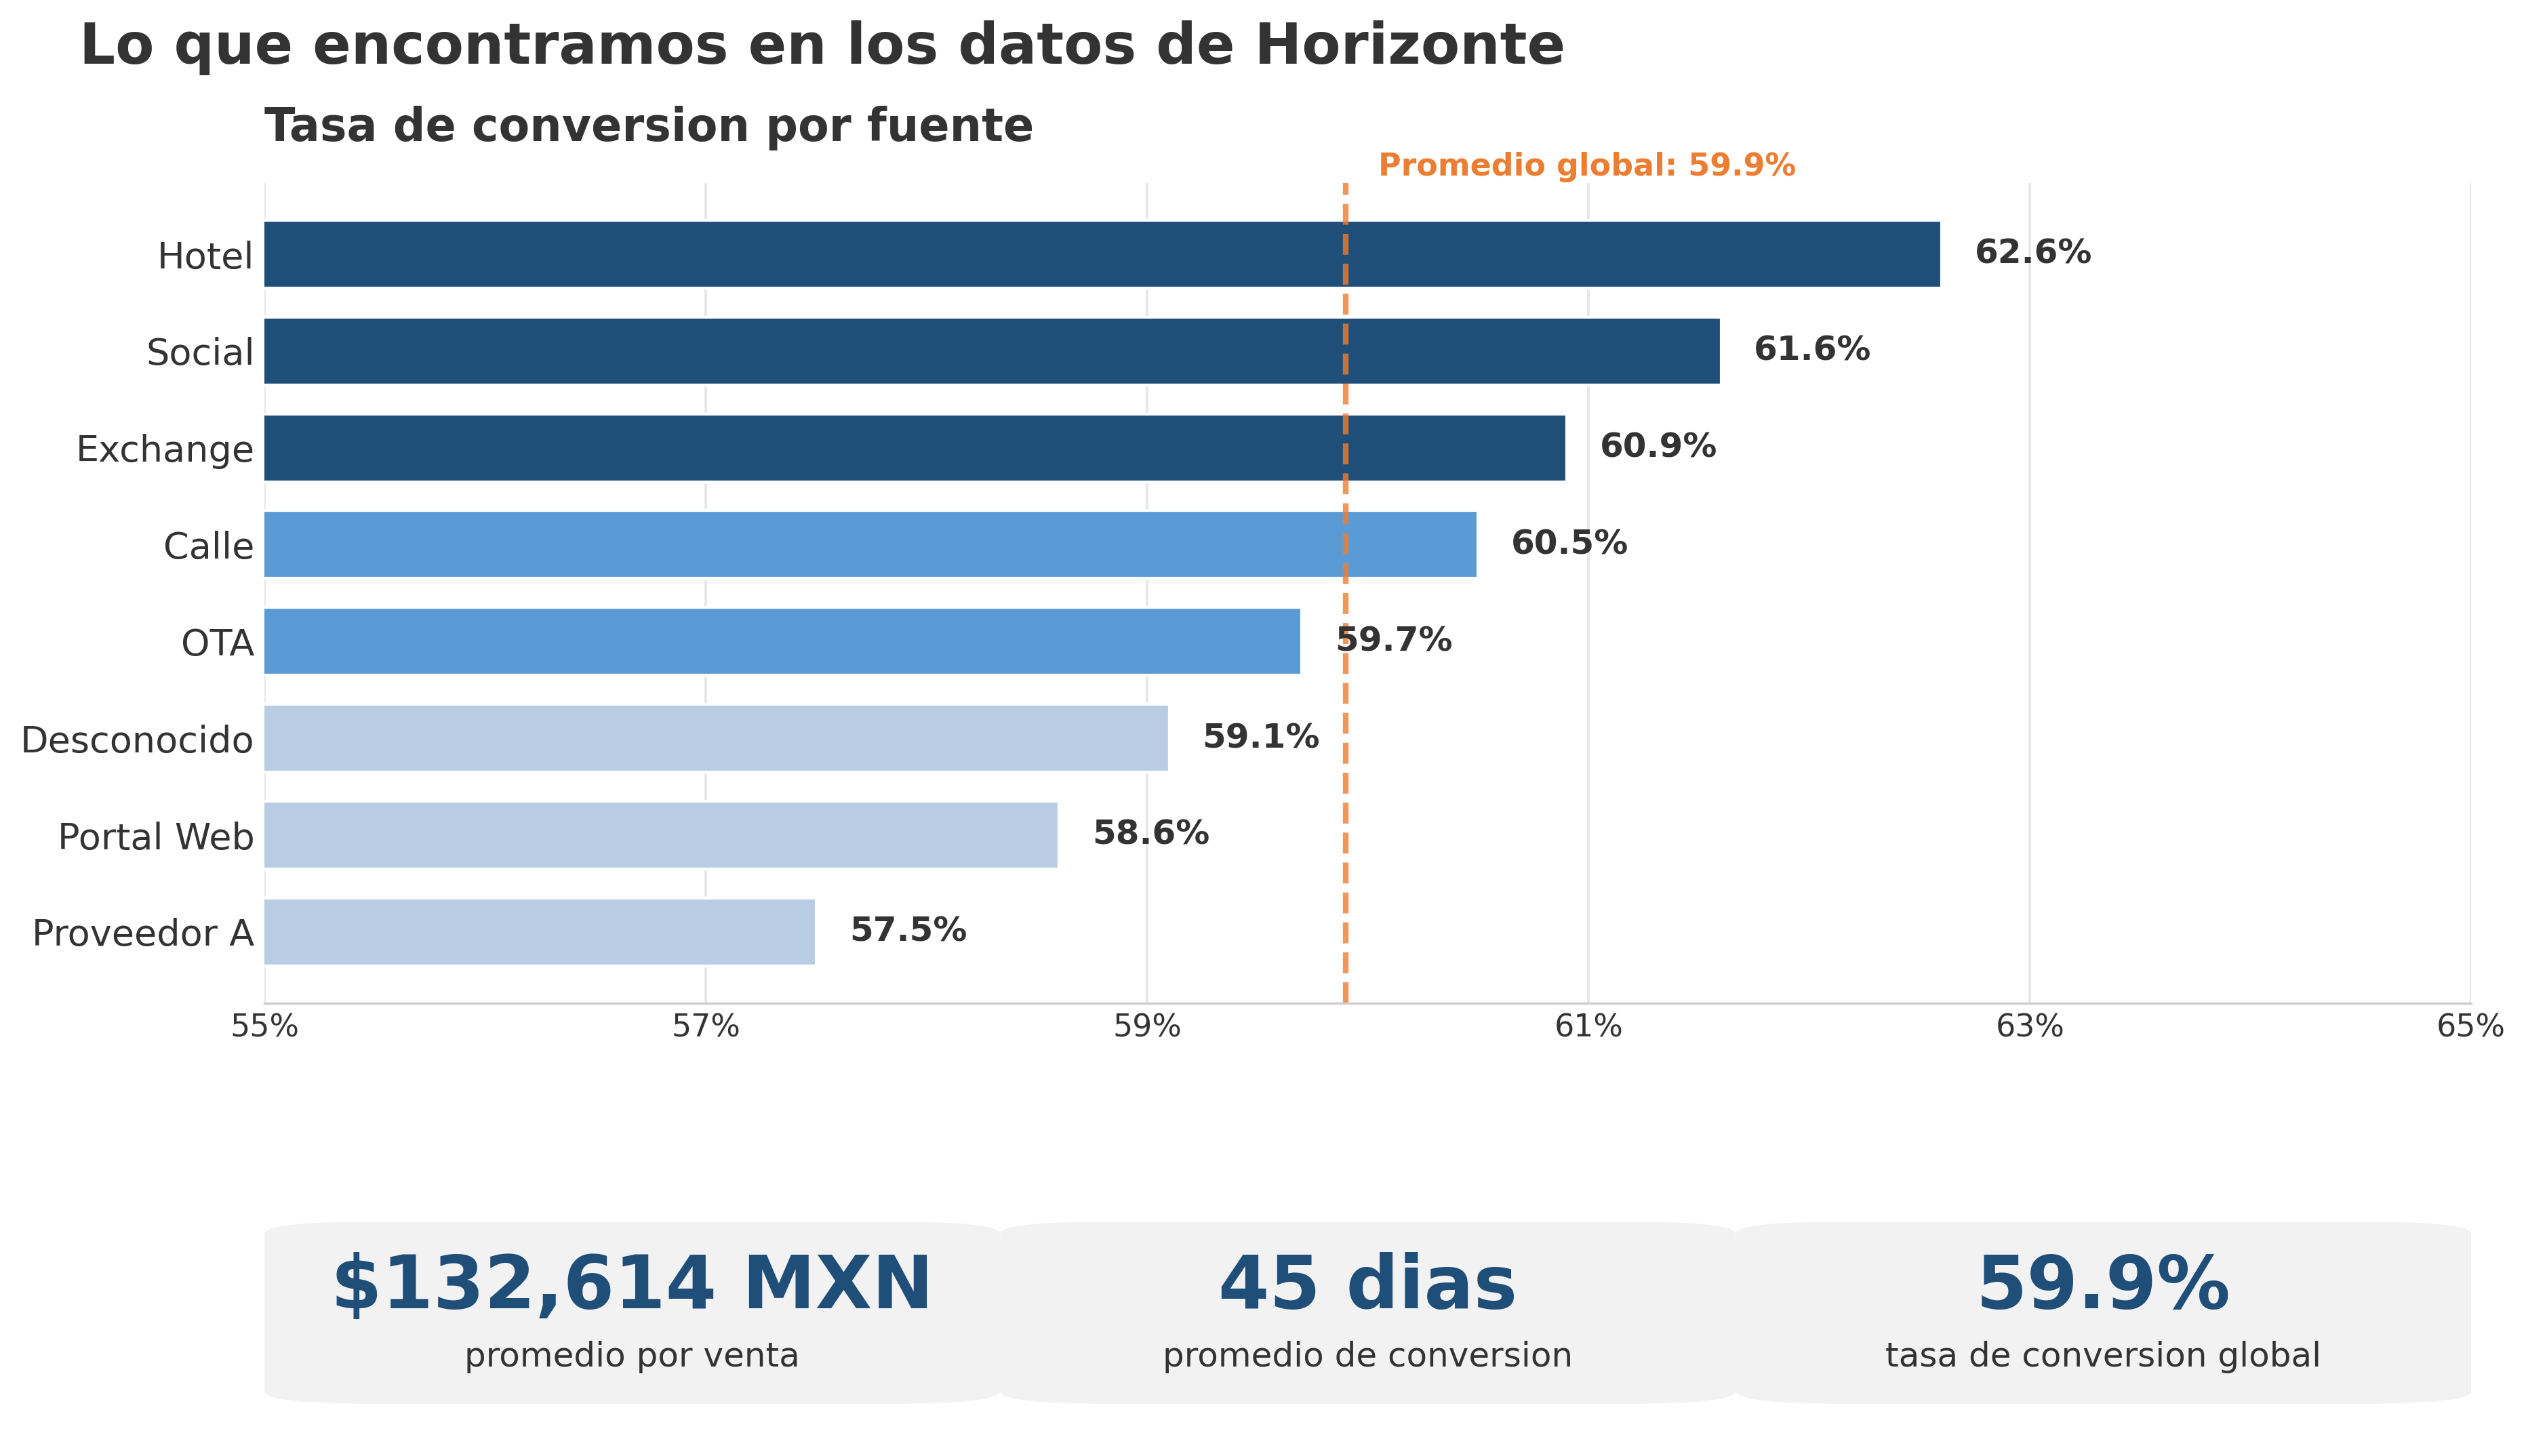 Lo que encontramos en los datos de Horizonte
Tasa de conversion por fuente
Promedio global: 59.9%
Hotel 62.6%
Social 61.6%
Exchange 60.9%
Calle 60.5%
OTA 59.7%
Desconocido 59.1%
Portal Web 58.6%
Proveedor A 57.5%
55% 57% 59% 61% 63% 65%
$132,614 MXN
promedio por venta
45 dias
promedio de conversion
59.9%
tasa de conversion global